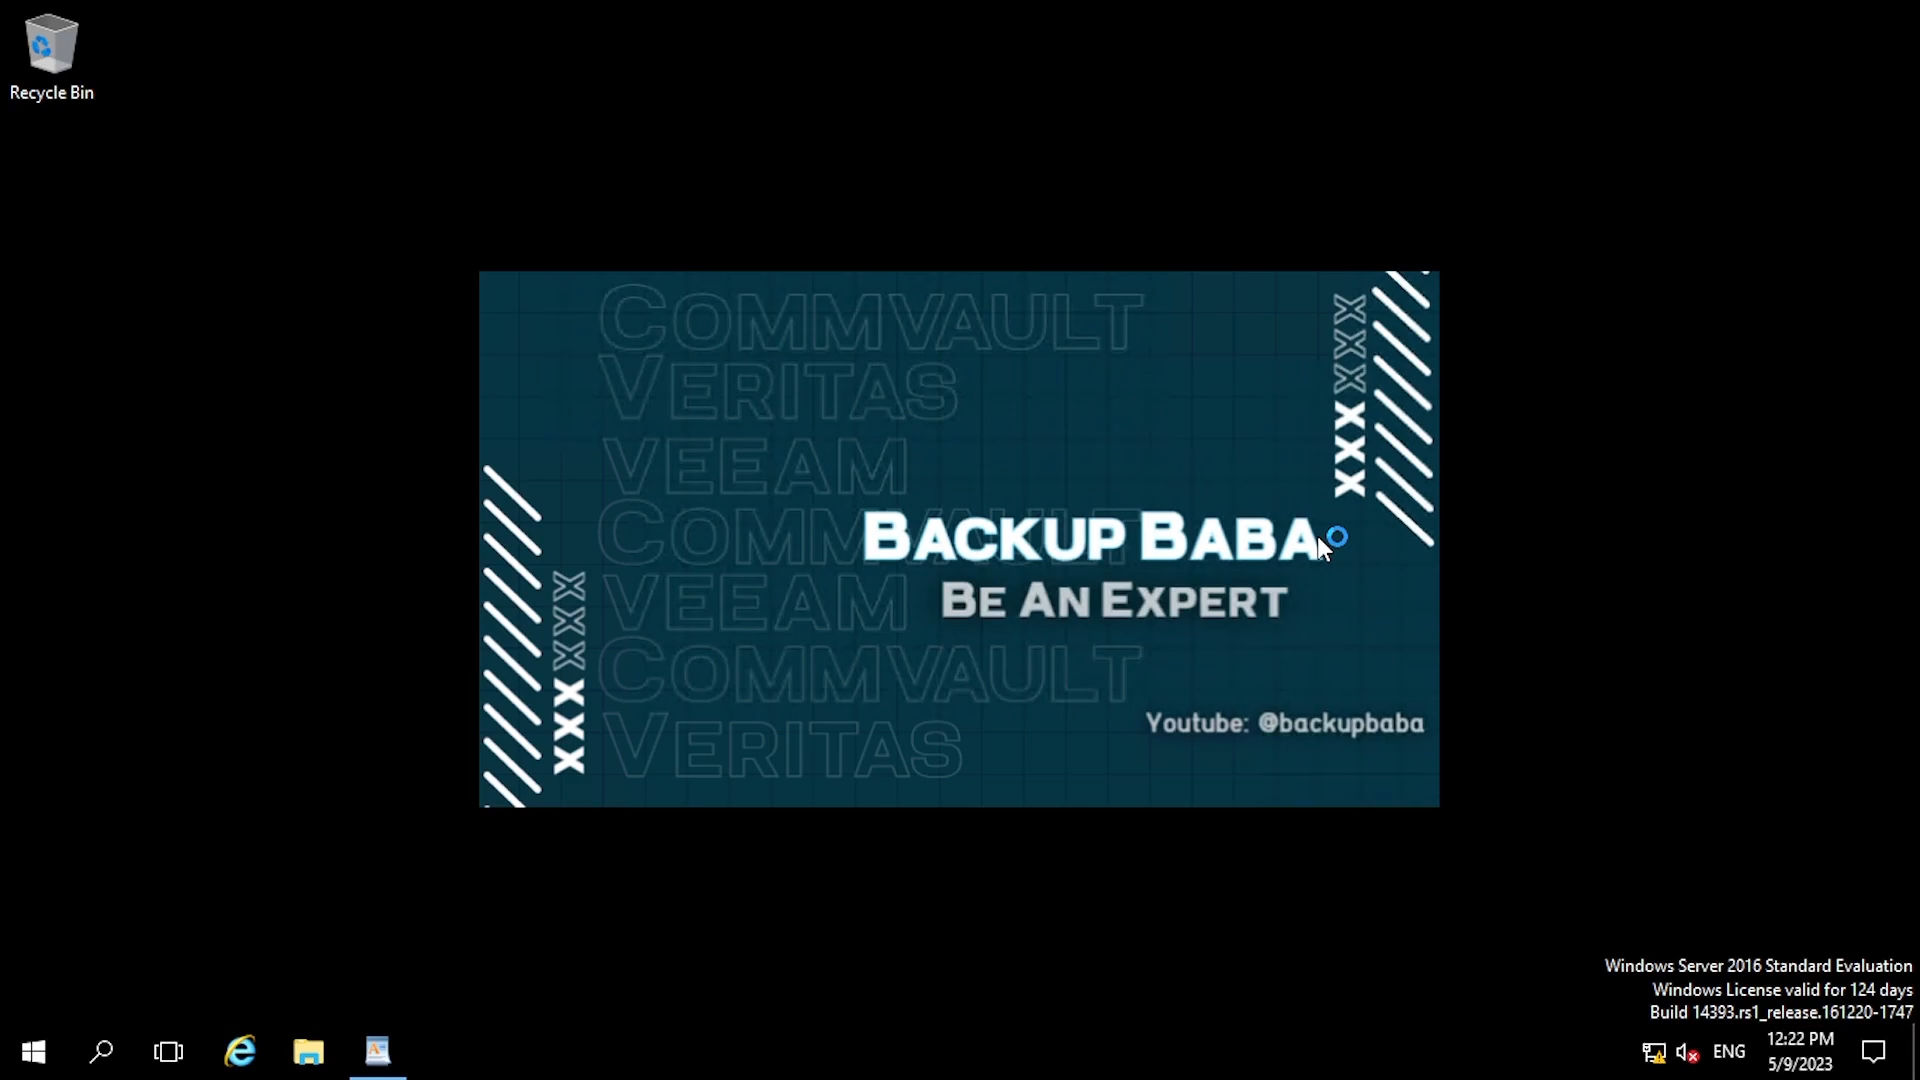 Recycle Bin
COMMVAULT
VERITAS
VEEAM
COMMVAULT
BACKUP BABA
BE AN EXPERT
VEEAM
COMMVAULT
VERITAS
XXXXXX
XXXXXX
Youtube: @backupbaba
Windows Server 2016 Standard Evaluation
Windows License valid for 124 days
Build 14393.rs1_release.161220-1747
ENG
12:22 PM
5/9/2023